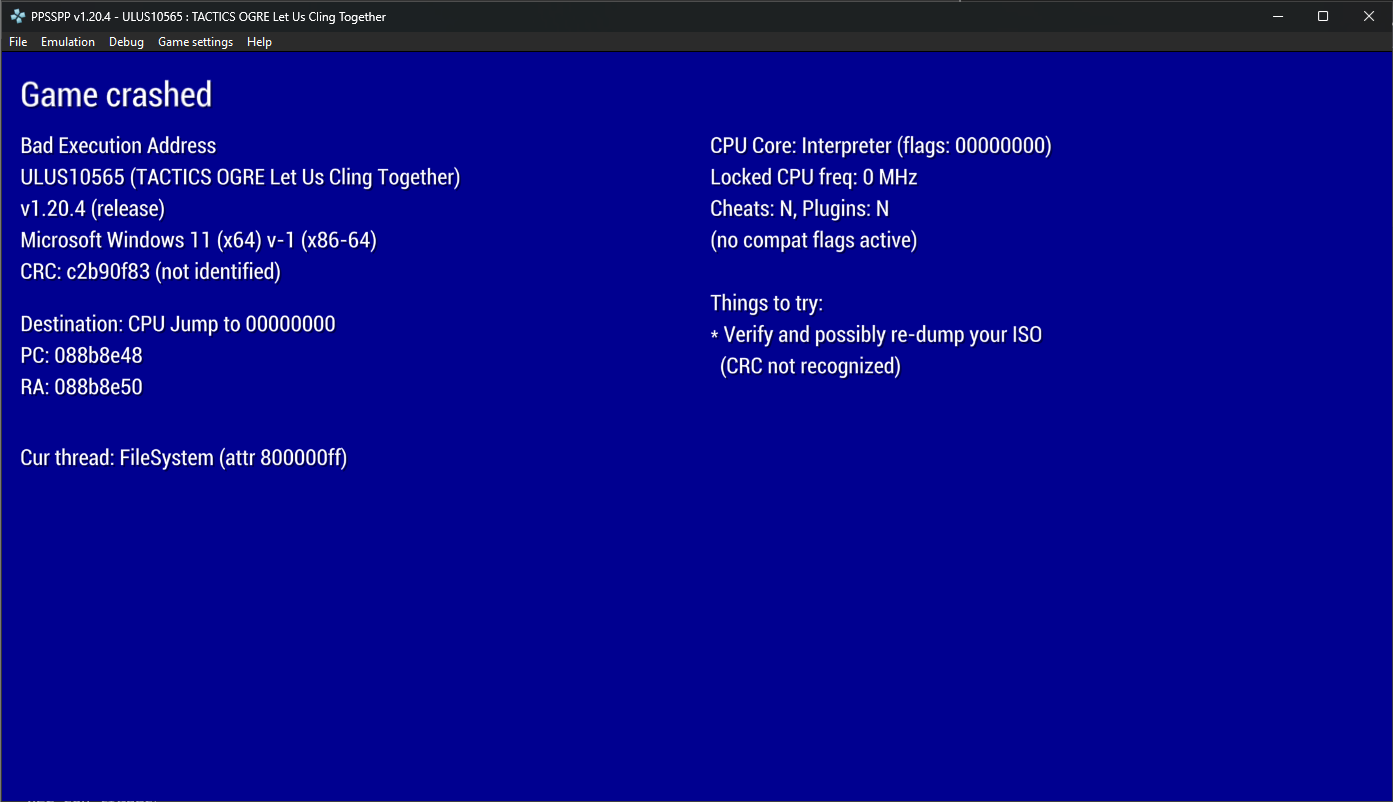 PPSSPP v1.20.4 - ULUS10565 : TACTICS OGRE Let Us Cling Together
File Emulation Debug Game settings Help
Game crashed
Bad Execution Address
ULUS10565 (TACTICS OGRE Let Us Cling Together)
v1.20.4 (release)
Microsoft Windows 11 (x64) v-1 (x86-64)
CRC: c2b90f83 (not identified)
Destination: CPU Jump to 00000000
PC: 088b8e48
RA: 088b8e50
Cur thread: FileSystem (attr 800000ff)
CPU Core: Interpreter (flags: 00000000)
Locked CPU freq: 0 MHz
Cheats: N, Plugins: N
(no compat flags active)
Things to try:
* Verify and possibly re-dump your ISO
(CRC not recognized)